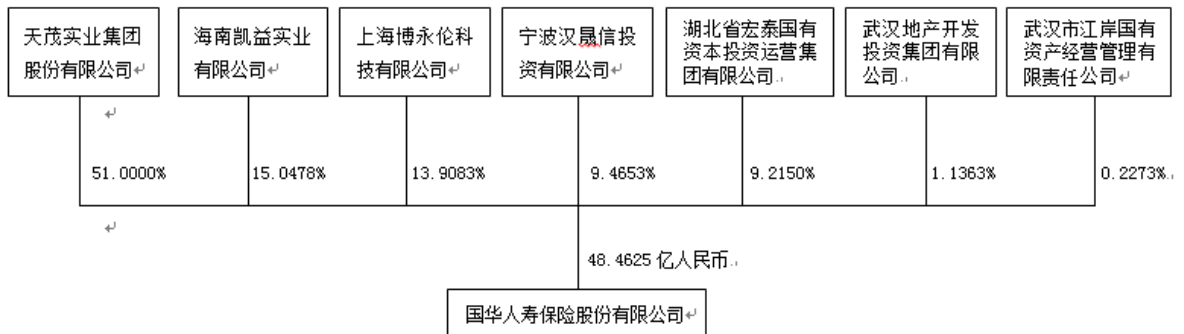 天茂实业集团
股份有限公司
海南凯益实业
有限公司
上海博永伦科
技有限公司
宁波汉晟信投
资有限公司
湖北省宏泰国有
资本投资运营集
团有限公司
武汉地产开发
投资集团有限
公司
武汉市江岸国有
资产经营管理有
限责任公司
51.0000%
15.0478%
13.9083%
9.4653%
9.2150%
1.1363%
0.2273%
48.4625 亿人民币
国华人寿保险股份有限公司